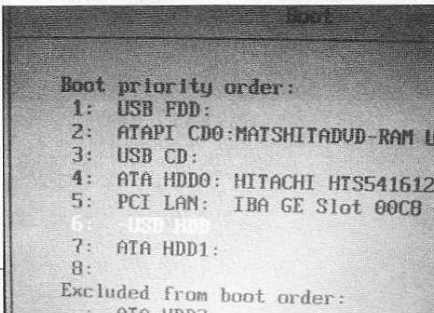 Boot
Boot priority order:
1: USB FDD:
2: ATAPI CD0:MATSHITADVD-RAM U
3: USB CD:
4: ATA HDD0: HITACHI HTS541612
5: PCI LAN: IBA GE Slot 00C8
6: -USB HDD
7: ATA HDD1:
8:
Excluded from boot order:
: ATA HDD2